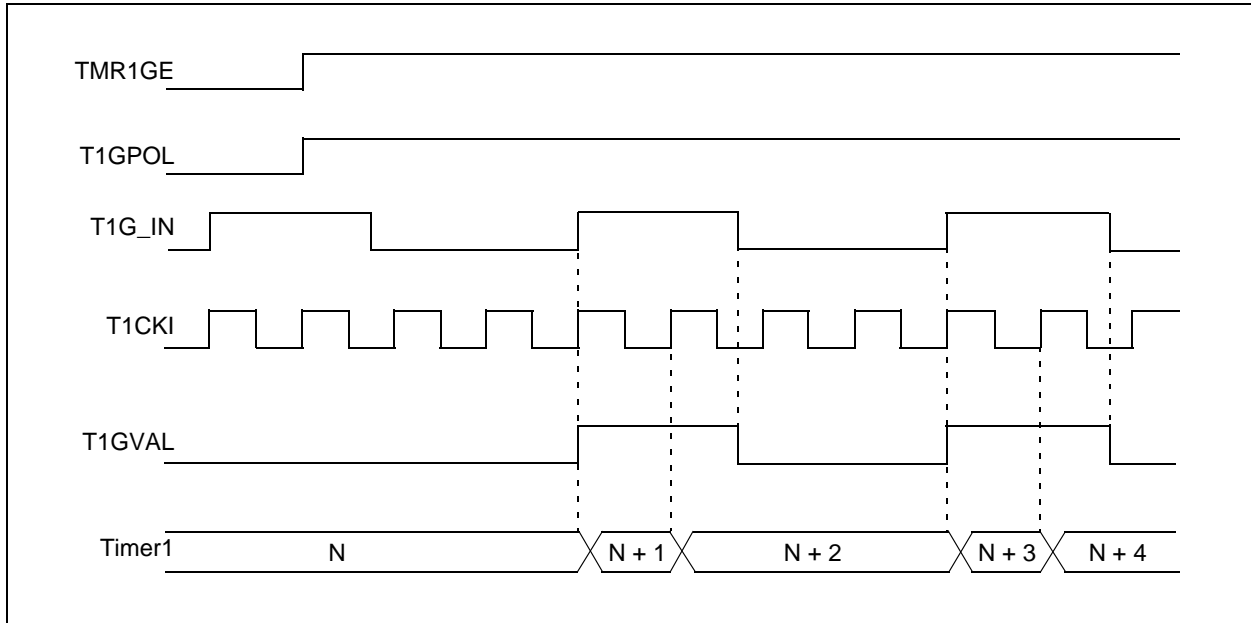 TMR1GE
T1GPOL
T1G_IN
T1CKI
T1GVAL
Timer1 N N + 1 N + 2 N + 3 N + 4